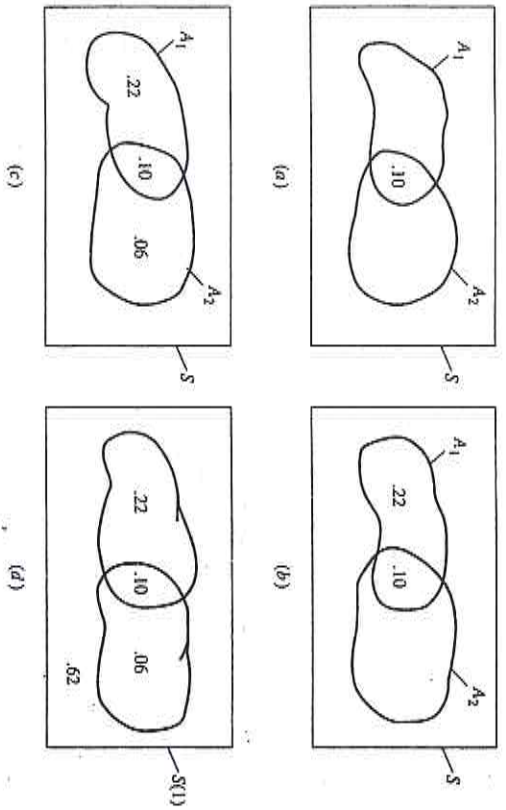 A₁ A₂ S
.10
(a)
A₁ A₂ S
.22 .10
(b)
A₁ A₂ S
.22 .10 .06
(c)
S(1)
.22 .10 .06
.62
(d)